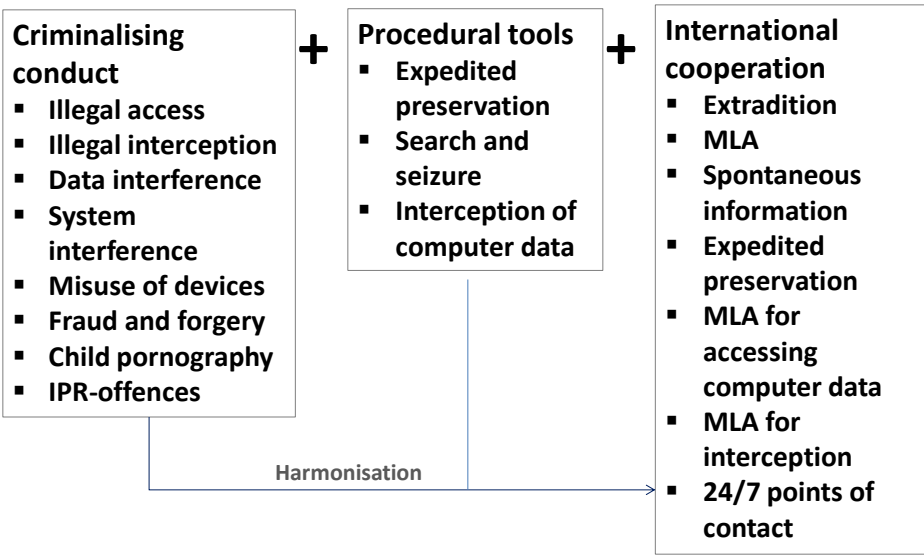 Criminalising
conduct
▪ Illegal access
▪ Illegal interception
▪ Data interference
▪ System
interference
▪ Misuse of devices
▪ Fraud and forgery
▪ Child pornography
▪ IPR-offences
+
Procedural tools
▪ Expedited
preservation
▪ Search and
seizure
▪ Interception of
computer data
+
International
cooperation
▪ Extradition
▪ MLA
▪ Spontaneous
information
▪ Expedited
preservation
▪ MLA for
accessing
computer data
▪ MLA for
interception
▪ 24/7 points of
contact
Harmonisation